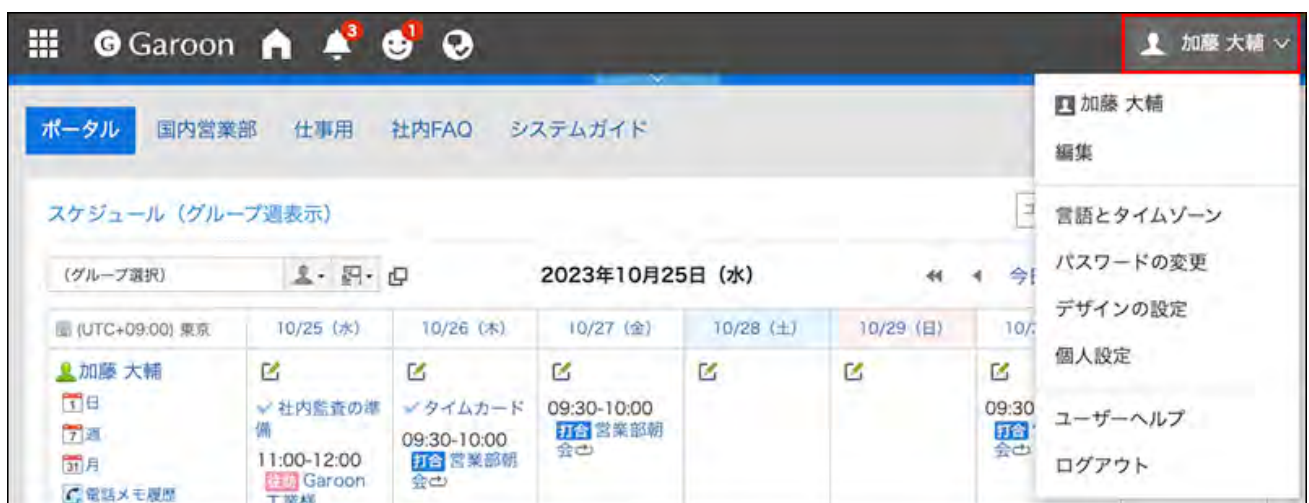 G Garoon 3 1 加藤 大輔
加藤 大輔
編集
言語とタイムゾーン
パスワードの変更
デザインの設定
個人設定
ユーザーヘルプ
ログアウト
ポータル 国内営業部 仕事用 社内FAQ システムガイド
スケジュール（グループ週表示）
（グループ選択） 2023年10月25日（水）
(UTC+09:00) 東京 10/25（水） 10/26（木） 10/27（金） 10/28（土） 10/29（日）
加藤 大輔
1 日
7 週
31 月
電話メモ履歴
社内監査の準
備
11:00-12:00
往訪 Garoon
工業様
タイムカード
09:30-10:00
打合 営業部朝
会
09:30-10:00
打合 営業部朝
会
09:30
打合
会